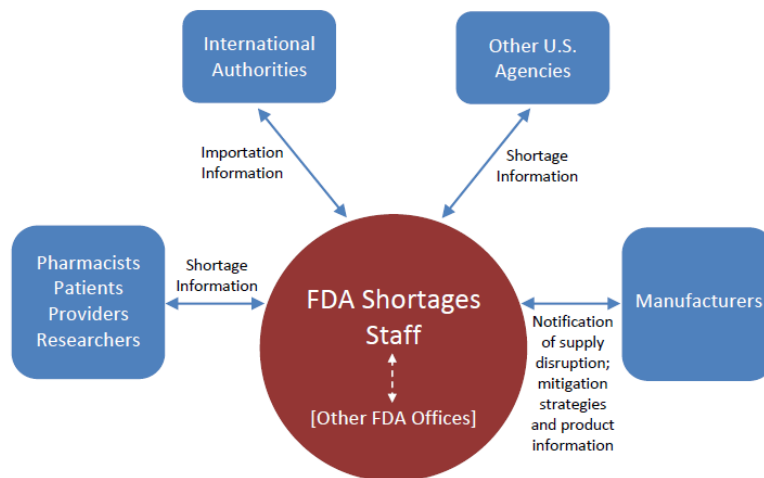 International
Authorities
Other U.S.
Agencies
Importation
Information
Shortage
Information
Pharmacists
Patients
Providers
Researchers
Shortage
Information
FDA Shortages
Staff
[Other FDA Offices]
Manufacturers
Notification
of supply
disruption;
mitigation
strategies
and product
information